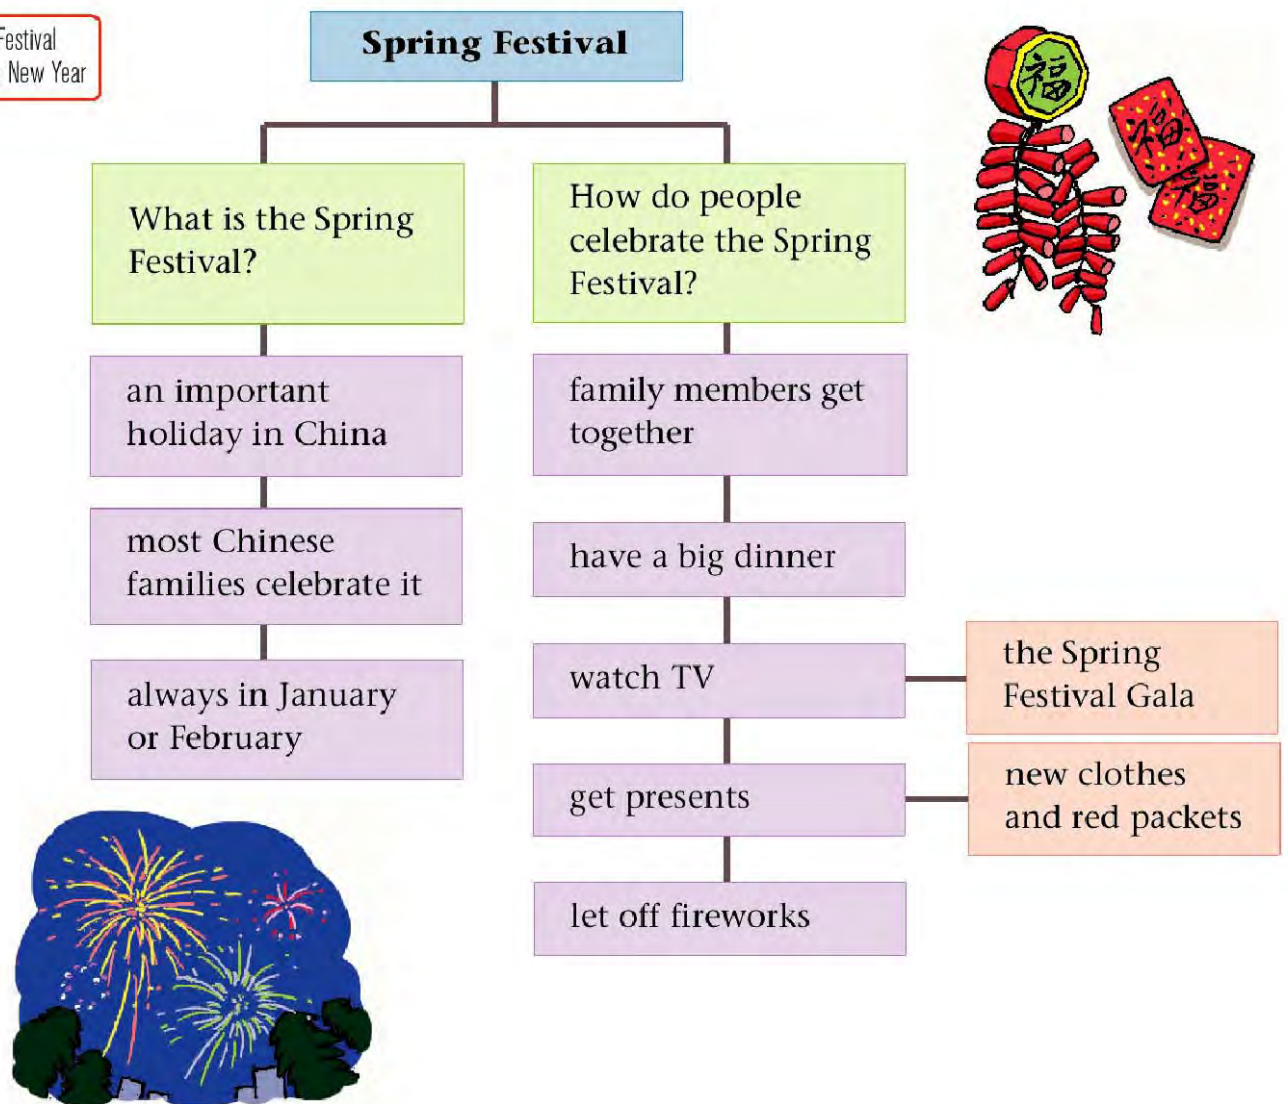 Festival
New Year
Spring Festival
福
福
福
What is the Spring
Festival?
How do people
celebrate the Spring
Festival?
an important
holiday in China
family members get
together
most Chinese
families celebrate it
have a big dinner
always in January
or February
watch TV
the Spring
Festival Gala
get presents
new clothes
and red packets
let off fireworks